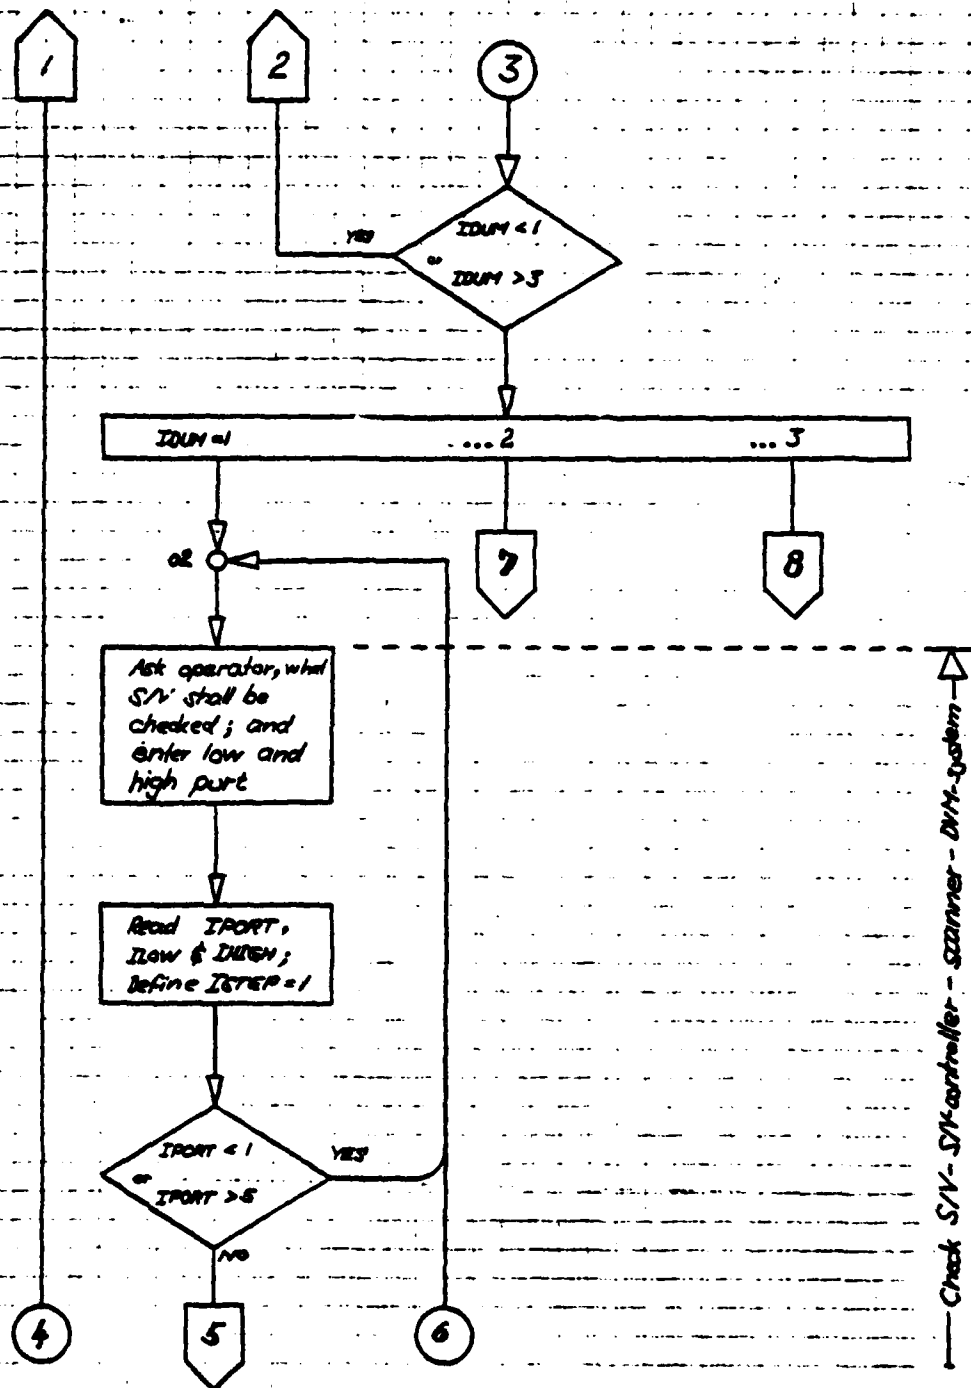 1
2
3
YES
IDUM < 1
or
IDUM > 3
IDUM = 1 ... 2 ... 3
02
7
8
Ask operator, what
S/V shall be
checked; and
enter low and
high port
Read IPORT,
ILOW & IHIGH;
Define ISTEP = 1
IPORT < 1
or
IPORT > 5
YES
NO
4
5
6
Check S/V - S/V-controller - scanner - DVM-system